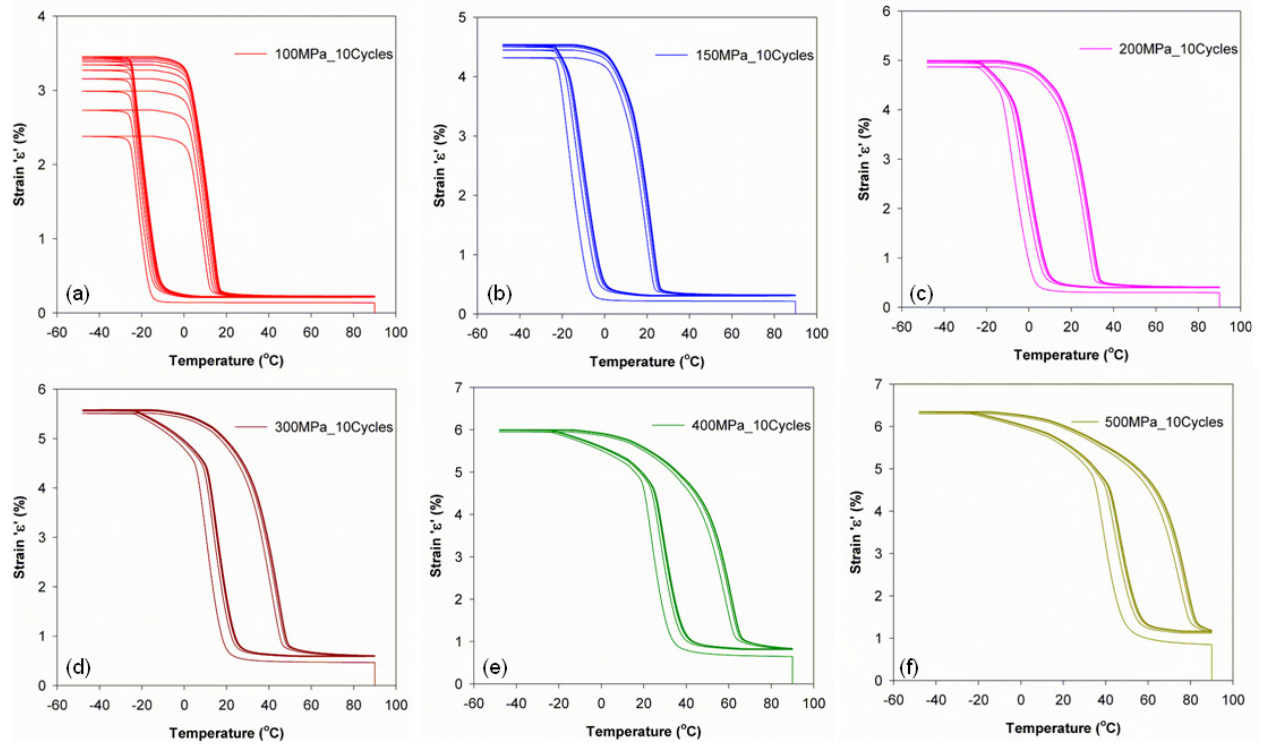 100MPa_10Cycles
Strain 'ε' (%)
4
3
2
1
0
(a)
-60 -40 -20 0 20 40 60 80 100
Temperature (°C)
150MPa_10Cycles
Strain 'ε' (%)
5
4
3
2
1
0
(b)
-60 -40 -20 0 20 40 60 80 100
Temperature (°C)
200MPa_10Cycles
Strain 'ε' (%)
6
5
4
3
2
1
0
(c)
-60 -40 -20 0 20 40 60 80 100
Temperature (°C)
300MPa_10Cycles
Strain 'ε' (%)
6
5
4
3
2
1
0
(d)
-60 -40 -20 0 20 40 60 80 100
Temperature (°C)
400MPa_10Cycles
Strain 'ε' (%)
7
6
5
4
3
2
1
0
(e)
-60 -40 -20 0 20 40 60 80 100
Temperature (°C)
500MPa_10Cycles
Strain 'ε' (%)
7
6
5
4
3
2
1
0
(f)
-60 -40 -20 0 20 40 60 80 100
Temperature (°C)